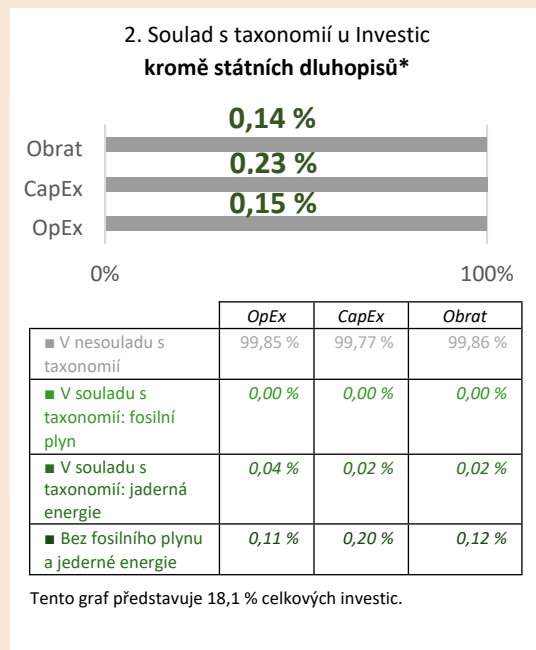 2. Soulad s taxonomií u Investic
kromě státních dluhopisů*
0,14 %
Obrat
0,23 %
CapEx
0,15 %
OpEx
0% 100%
OpEx CapEx Obrat
■ V nesouladu s 99,85 % 99,77 % 99,86 %
taxonomií
■ V souladu s 0,00 % 0,00 % 0,00 %
taxonomií: fosilní
plyn
■ V souladu s 0,04 % 0,02 % 0,02 %
taxonomií: jaderná
energie
■ Bez fosilního plynu 0,11 % 0,20 % 0,12 %
a jederné energie
Tento graf představuje 18,1 % celkových investic.